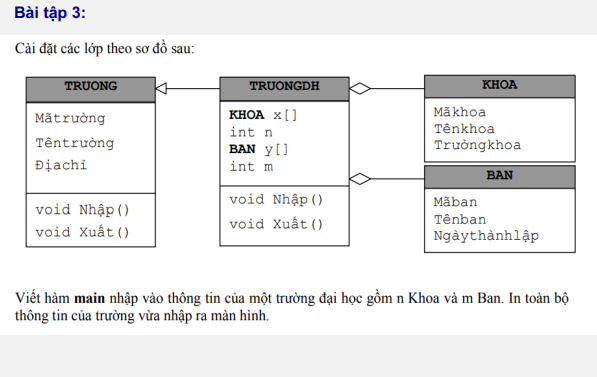 Bài tập 3:
Cài đặt các lớp theo sơ đồ sau:
TRUONG
Mãtrường
Têntrường
Địachỉ
void Nhập()
void Xuất()
TRUONGDH
KHOA x[]
int n
BAN y[]
int m
void Nhập()
void Xuất()
KHOA
Mãkhoa
Tênkhoa
Trưởngkhoa
BAN
Mãban
Tênban
Ngàythànhlập
Viết hàm main nhập vào thông tin của một trường đại học gồm n Khoa và m Ban. In toàn bộ
thông tin của trường vừa nhập ra màn hình.